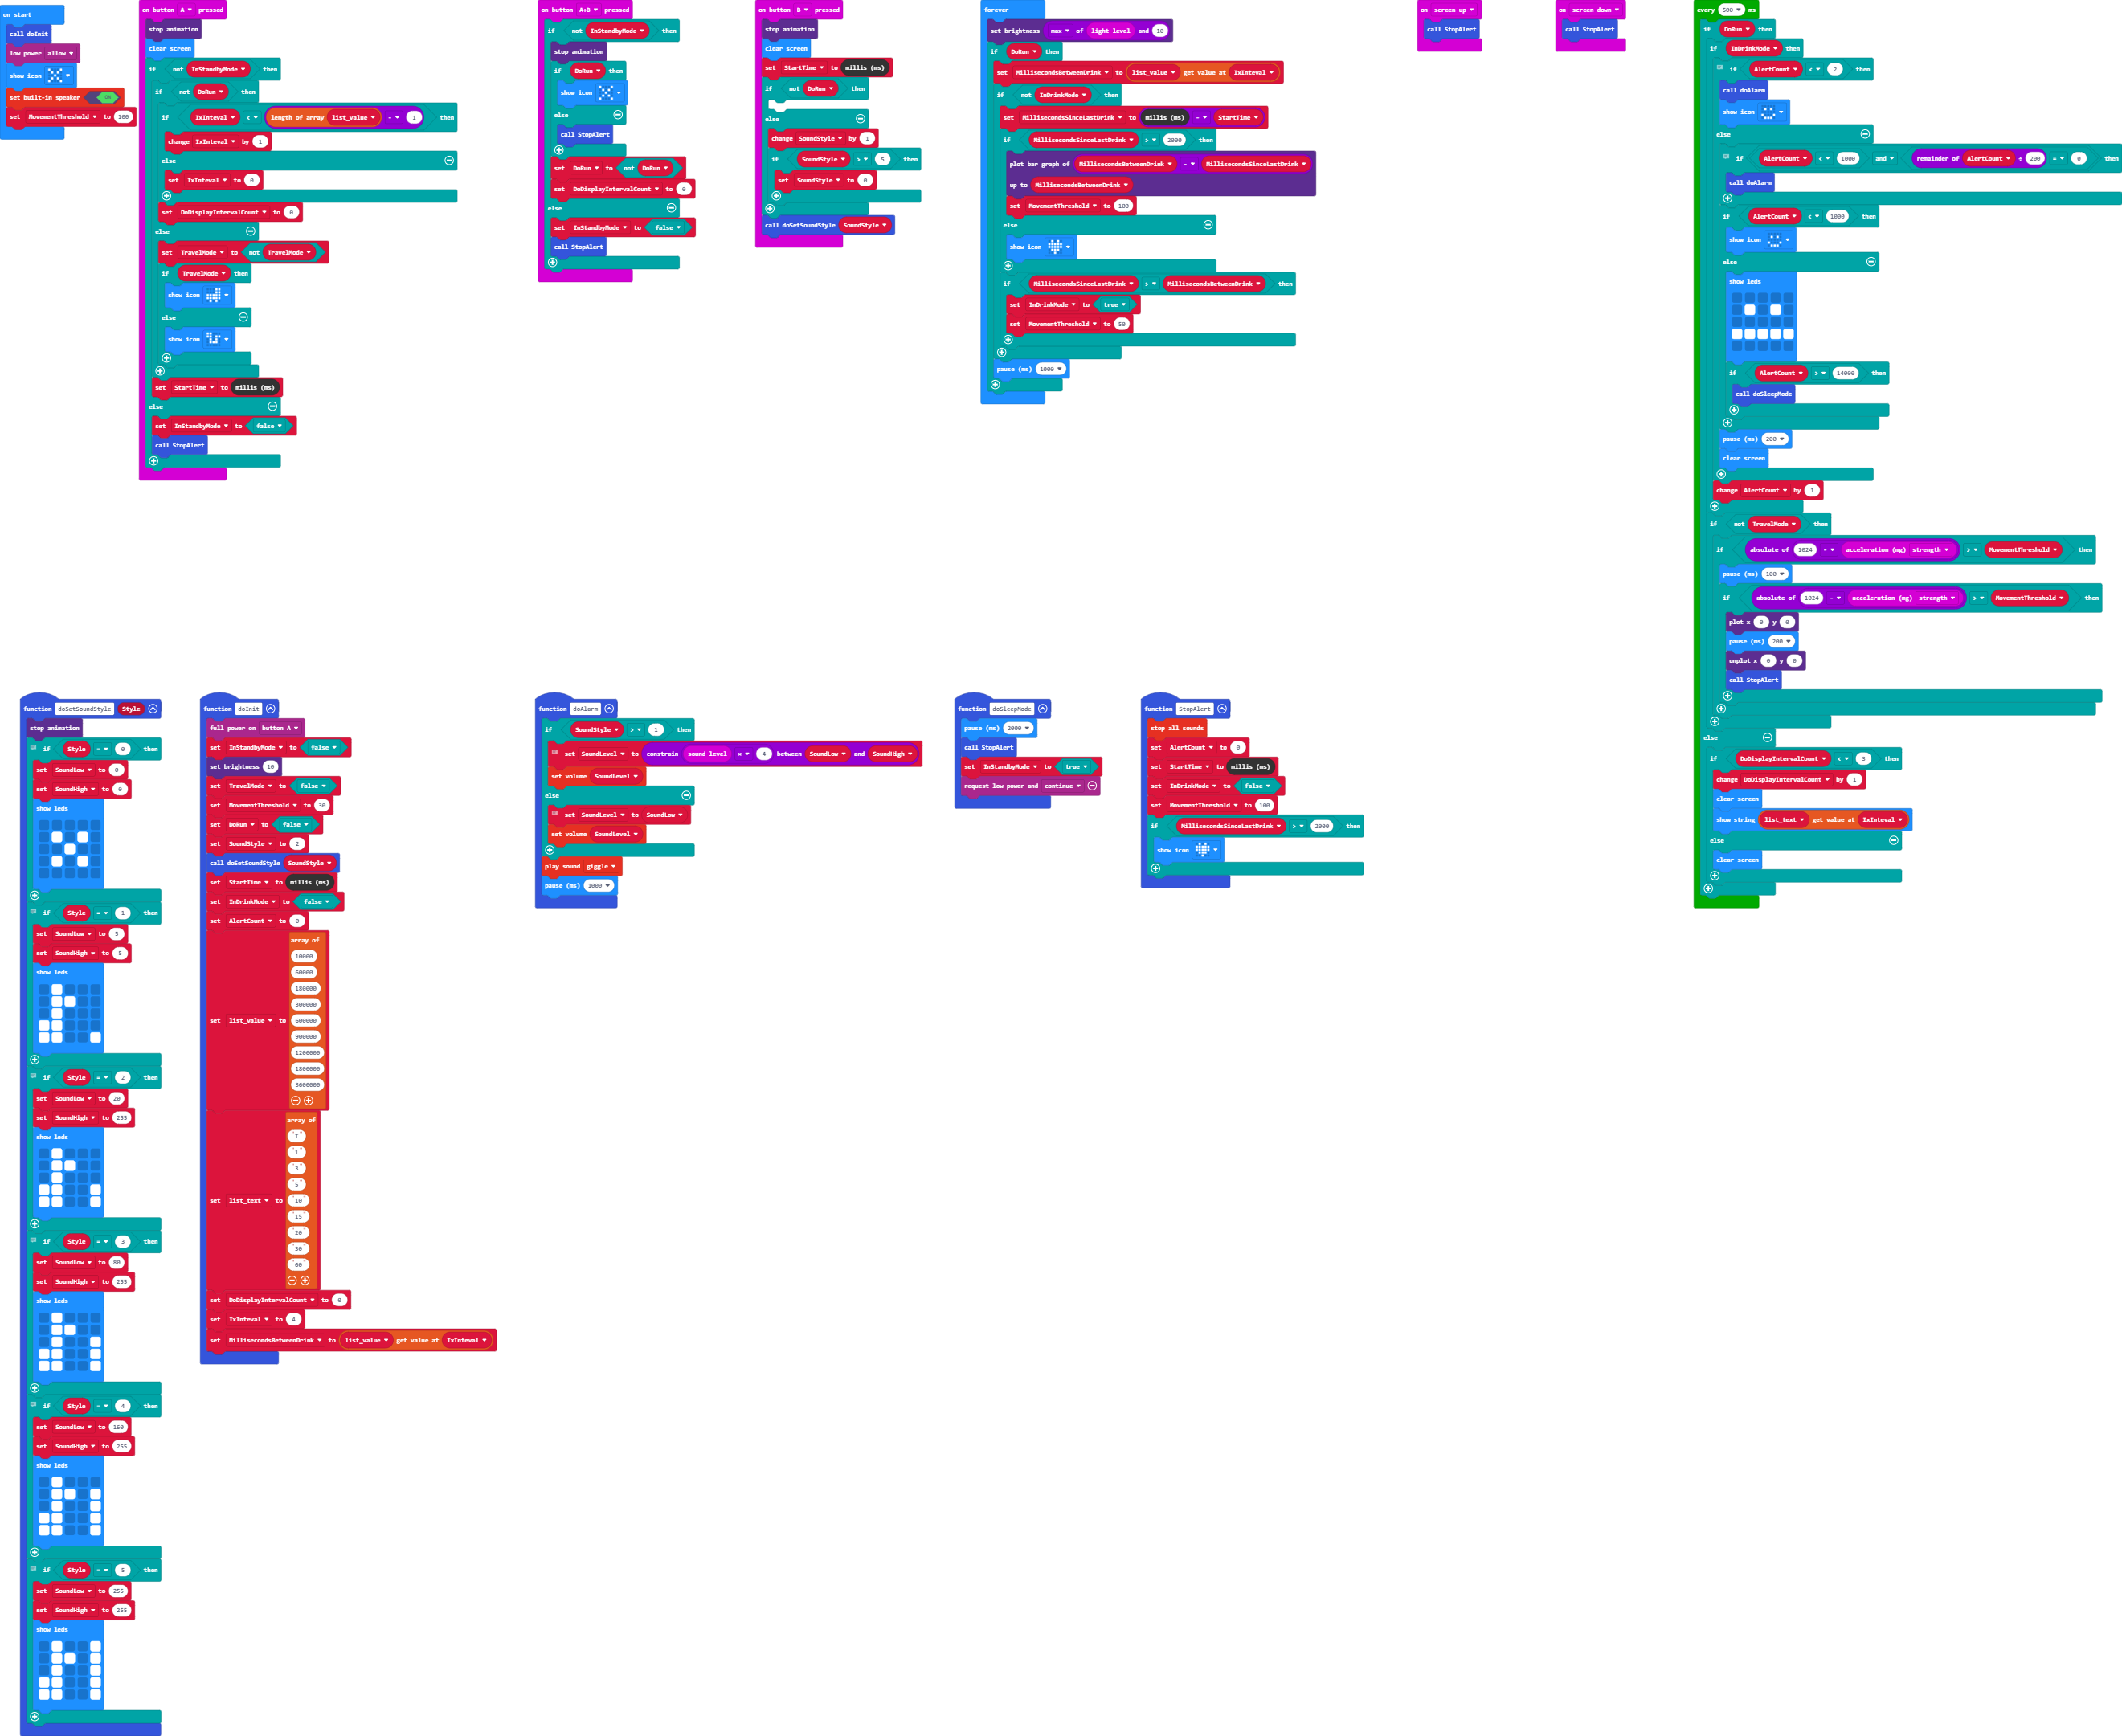 on start
call doInit
low power allow
show icon
set built-in speaker ON
set MovementThreshold to 100
on button A pressed
stop animation
clear screen
if not InStandbyMode then
if not DoRun then
if IxInteval < length of array list_value - 1 then
change IxInteval by 1
else
set IxInteval to 0
set DoDisplayIntervalCount to 0
else
set TravelMode to not TravelMode
if TravelMode then
show icon
else
show icon
set StartTime to millis (ms)
else
set InStandbyMode to false
call StopAlert
on button A+B pressed
if not InStandbyMode then
stop animation
if DoRun then
show icon
else
call StopAlert
set DoRun to not DoRun
set DoDisplayIntervalCount to 0
else
set InStandbyMode to false
call StopAlert
on button B pressed
stop animation
clear screen
set StartTime to millis (ms)
if not DoRun then
else
change SoundStyle by 1
if SoundStyle > 5 then
set SoundStyle to 0
call doSetSoundStyle SoundStyle
forever
set brightness max of light level and 10
if DoRun then
set MillisecondsBetweenDrink to list_value get value at IxInteval
if not InDrinkMode then
set MillisecondsSinceLastDrink to millis (ms) - StartTime
if MillisecondsSinceLastDrink > 2000 then
plot bar graph of MillisecondsBetweenDrink - MillisecondsSinceLastDrink
up to MillisecondsBetweenDrink
set MovementThreshold to 100
else
show icon
if MillisecondsSinceLastDrink > MillisecondsBetweenDrink then
set InDrinkMode to true
set MovementThreshold to 50
pause (ms) 1000
on screen up
call StopAlert
on screen down
call StopAlert
every 500 ms
if DoRun then
if InDrinkMode then
if AlertCount < 2 then
call doAlarm
show icon
else
if AlertCount < 1000 and remainder of AlertCount ÷ 200 = 0 then
call doAlarm
if AlertCount < 1000 then
show icon
else
show leds
if AlertCount > 14000 then
call doSleepMode
pause (ms) 200
clear screen
change AlertCount by 1
if not TravelMode then
if absolute of 1024 - acceleration (mg) strength > MovementThreshold then
pause (ms) 100
if absolute of 1024 - acceleration (mg) strength > MovementThreshold then
plot x 0 y 0
pause (ms) 200
unplot x 0 y 0
call StopAlert
else
if DoDisplayIntervalCount < 3 then
change DoDisplayIntervalCount by 1
clear screen
show string list_text get value at IxInteval
else
clear screen
function doSetSoundStyle Style
stop animation
if Style = 0 then
set SoundLow to 0
set SoundHigh to 0
show leds
if Style = 1 then
set SoundLow to 5
set SoundHigh to 5
show leds
if Style = 2 then
set SoundLow to 20
set SoundHigh to 255
show leds
if Style = 3 then
set SoundLow to 80
set SoundHigh to 255
show leds
if Style = 4 then
set SoundLow to 160
set SoundHigh to 255
show leds
if Style = 5 then
set SoundLow to 255
set SoundHigh to 255
show leds
function doInit
full power on button A
set InStandbyMode to false
set brightness 10
set TravelMode to false
set MovementThreshold to 30
set DoRun to false
set SoundStyle to 2
call doSetSoundStyle SoundStyle
set StartTime to millis (ms)
set InDrinkMode to false
set AlertCount to 0
set list_value to array of
10000
60000
180000
300000
600000
900000
1200000
1800000
3600000
set list_text to array of
"T"
"1"
"3"
"5"
"10"
"15"
"20"
"30"
"60"
set DoDisplayIntervalCount to 0
set IxInteval to 4
set MillisecondsBetweenDrink to list_value get value at IxInteval
function doAlarm
if SoundStyle > 1 then
set SoundLevel to constrain sound level × 4 between SoundLow and SoundHigh
set volume SoundLevel
else
set SoundLevel to SoundLow
set volume SoundLevel
play sound giggle
pause (ms) 1000
function doSleepMode
pause (ms) 2000
call StopAlert
set InStandbyMode to true
request low power and continue
function StopAlert
stop all sounds
set AlertCount to 0
set StartTime to millis (ms)
set InDrinkMode to false
set MovementThreshold to 100
if MillisecondsSinceLastDrink > 2000 then
show icon